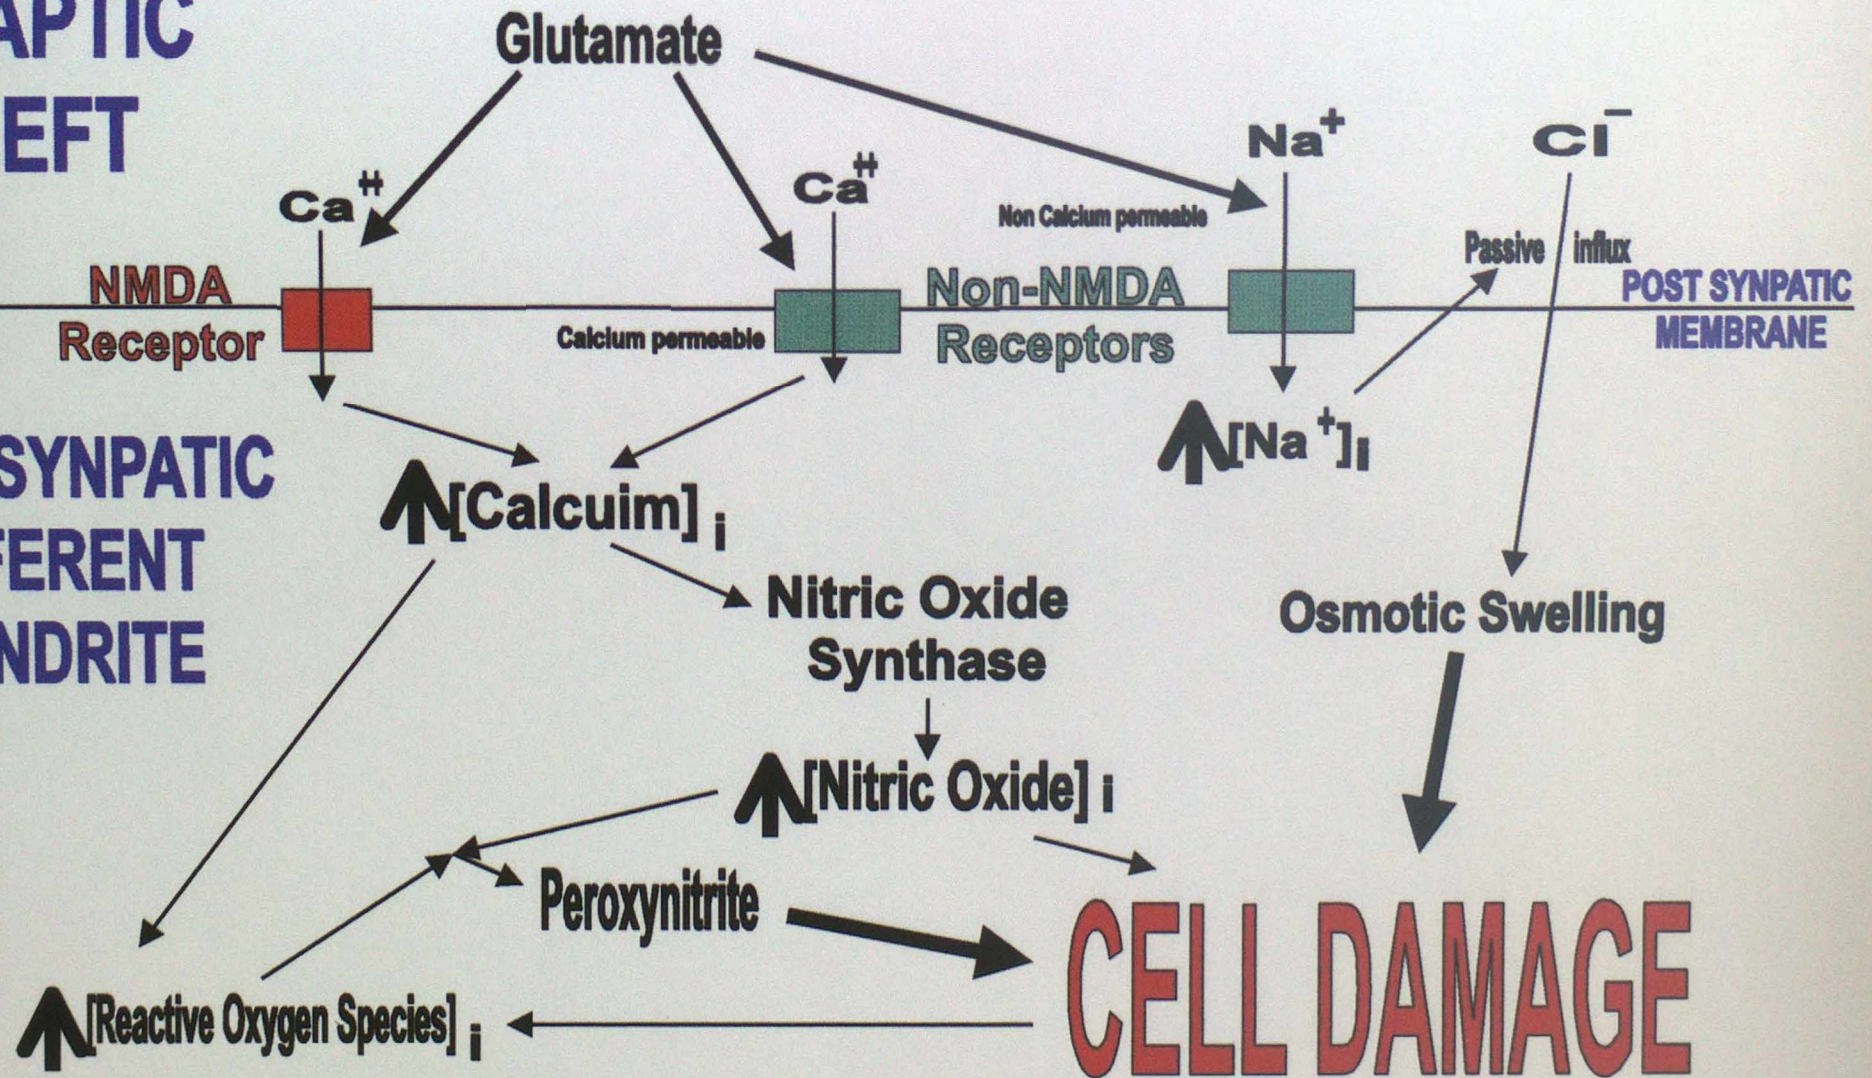 APTIC
EFT
Glutamate
Ca++
Ca++
Na+
Cl-
Non Calcium permeable
Passive influx
NMDA
Receptor
Calcium permeable
Non-NMDA
Receptors
POST SYNPATIC
MEMBRANE
SYNPATIC
FERENT
NDRITE
[Na+]i
[Calcuim]i
Nitric Oxide
Synthase
Osmotic Swelling
[Nitric Oxide]i
Peroxynitrite
CELL DAMAGE
[Reactive Oxygen Species]i